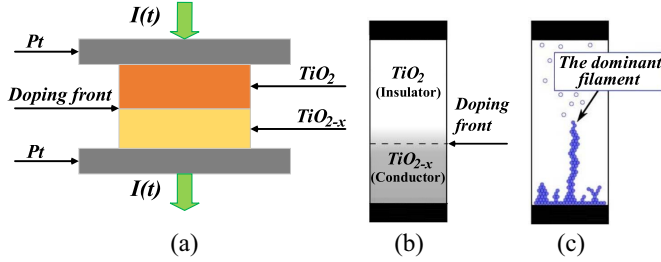 I(t)
Pt
TiO2
Doping front
TiO2-x
Pt
I(t)
(a)
TiO2
(Insulator)
Doping
front
TiO2-x
(Conductor)
(b)
The dominant
filament
(c)